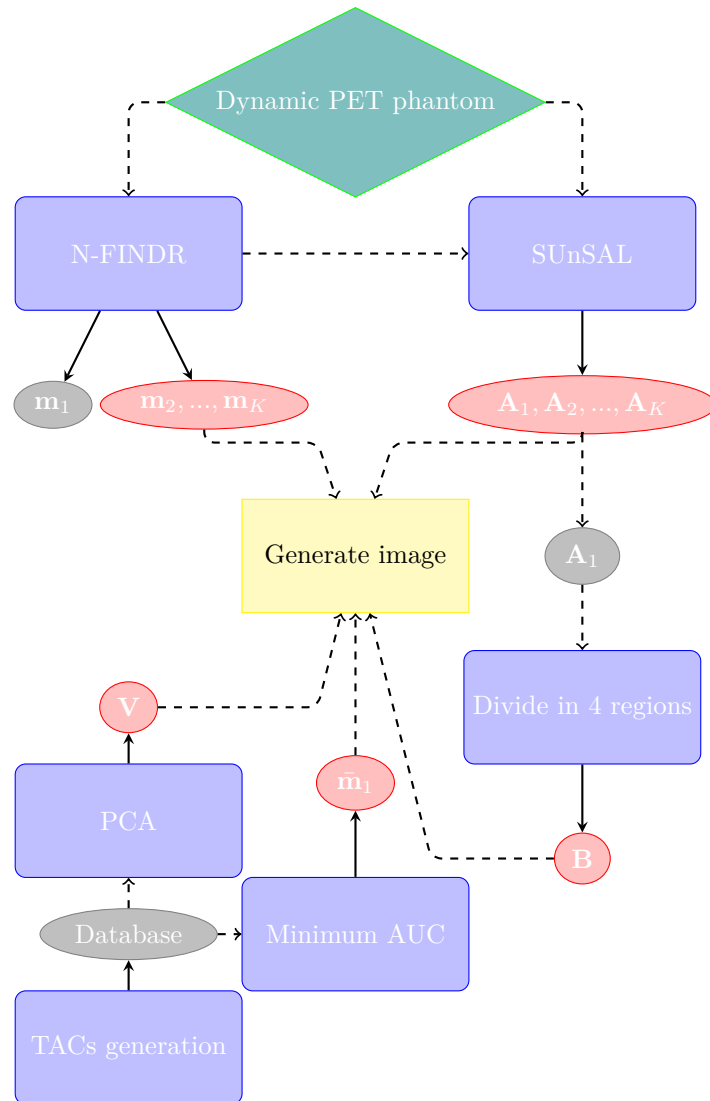 Dynamic PET phantom
N-FINDR
SUnSAL
m₁
m₂, ..., m_K
A₁, A₂, ..., A_K
Generate image
A₁
V
Divide in 4 regions
m̄₁
PCA
B
Database
Minimum AUC
TACs generation